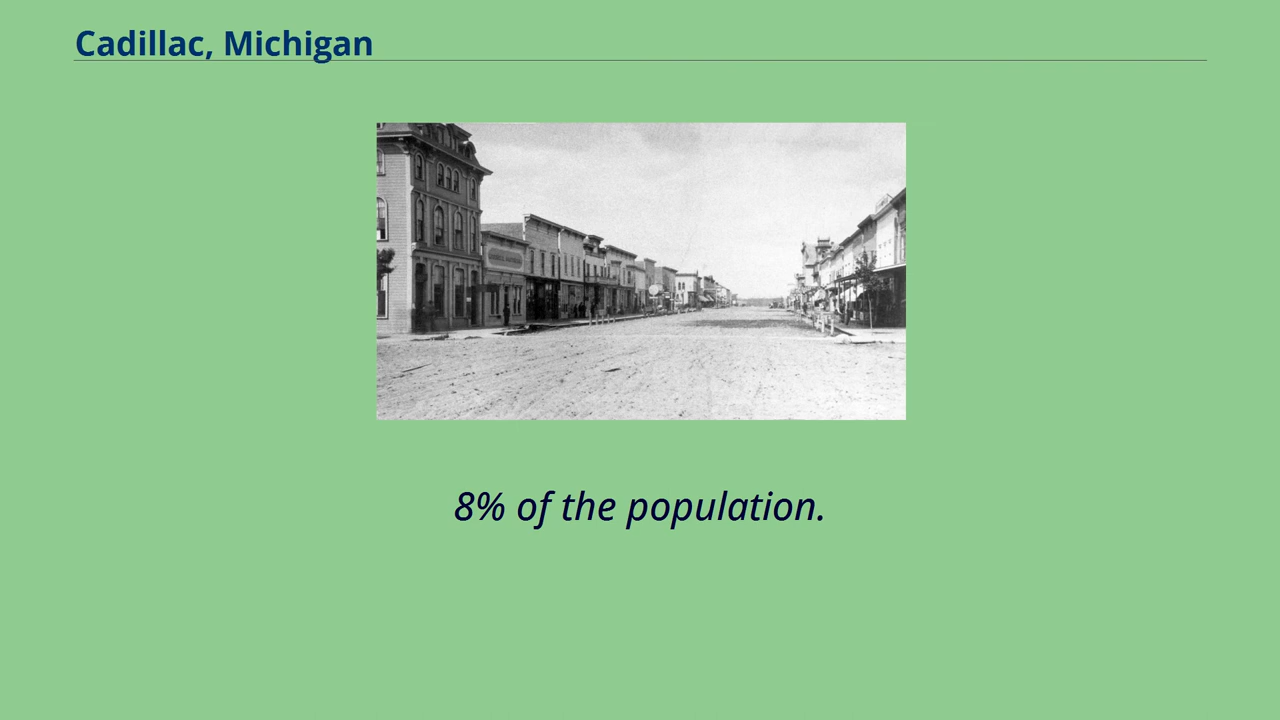 Cadillac, Michigan
8% of the population.